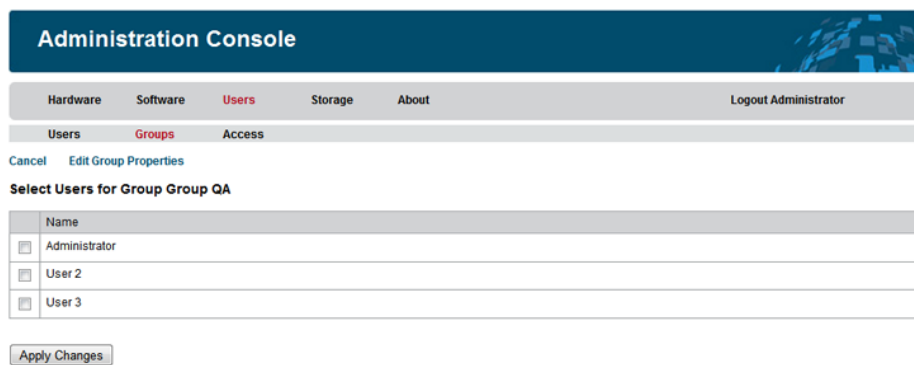 Administration Console
Hardware Software Users Storage About Logout Administrator
Users Groups Access
Cancel Edit Group Properties
Select Users for Group Group QA
Name
Administrator
User 2
User 3
Apply Changes